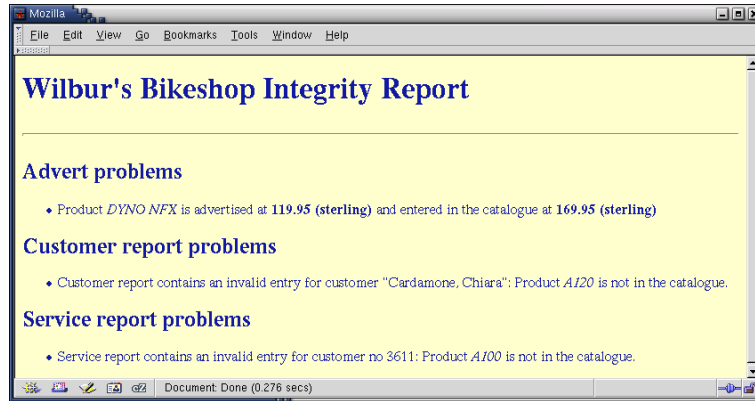 Mozilla
File Edit View Go Bookmarks Tools Window Help
Wilbur's Bikeshop Integrity Report
Advert problems
• Product DYNO NFX is advertised at 119.95 (sterling) and entered in the catalogue at 169.95 (sterling)
Customer report problems
• Customer report contains an invalid entry for customer "Cardamone, Chiara": Product A120 is not in the catalogue.
Service report problems
• Service report contains an invalid entry for customer no 3611: Product A100 is not in the catalogue.
Document: Done (0.276 secs)